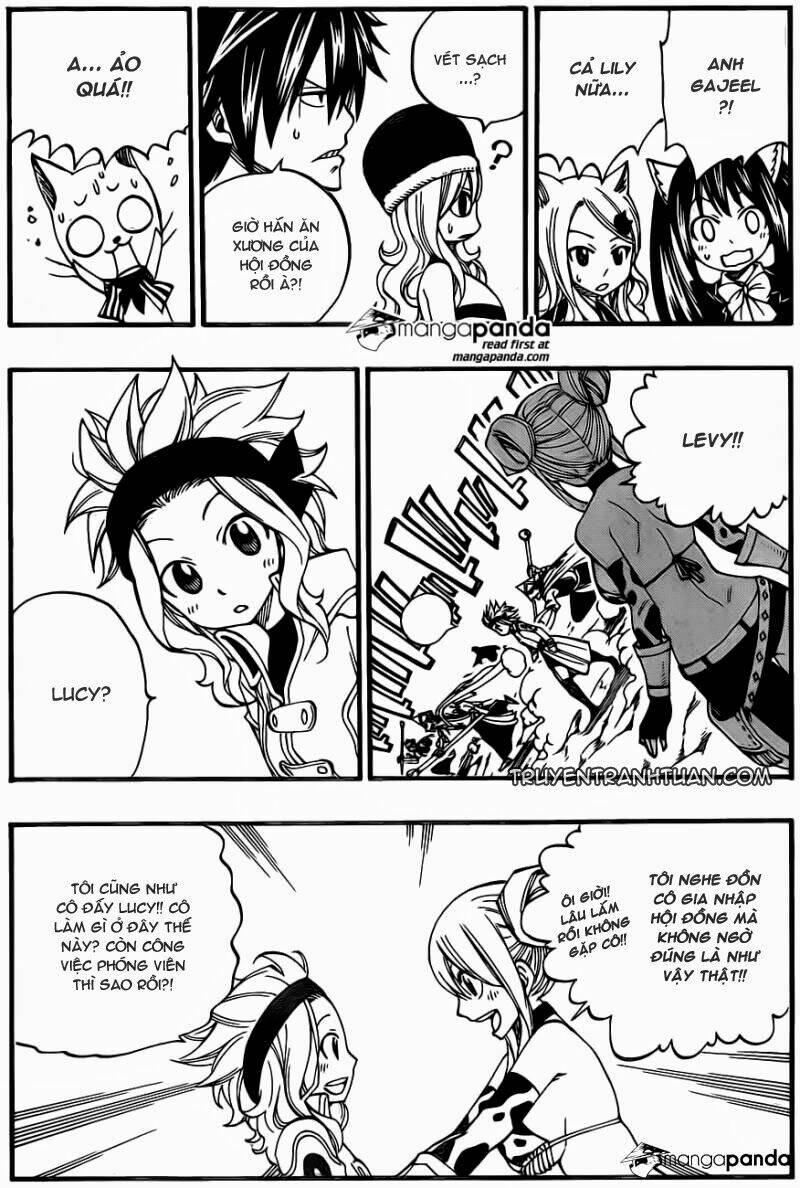 ANH
GAJEEL
?!
CẢ LILY
NỮA...
VÉT SẠCH
...?
?
GIỜ HẮN ĂN
XƯƠNG CỦA
HỘI ĐỒNG
RỒI À?!
A... ẢO
QUÁ!!
mangapanda
read first at
mangapanda.com
LEVY!!
TRUYENTRANHTUAN.COM
LUCY?
TÔI NGHE ĐỒN
CÔ GIA NHẬP
HỘI ĐỒNG MÀ
KHÔNG NGỜ
ĐÚNG LÀ NHƯ
VẬY THẬT!!
ÔI GIỜI!
LÂU LẮM
RỒI KHÔNG
GẶP CÔ!!
TÔI CŨNG NHƯ
CÔ ĐẤY LUCY!! CÔ
LÀM GÌ Ở ĐÂY THẾ
NÀY? CÒN CÔNG
VIỆC PHÓNG VIÊN
THÌ SAO RỒI?!
mangapanda